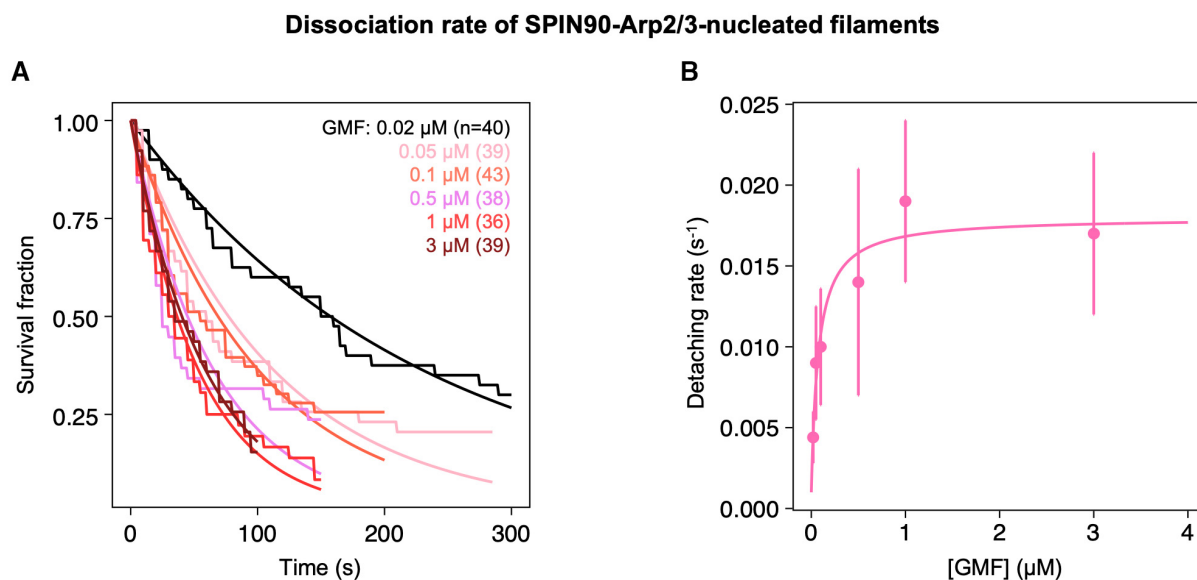 Dissociation rate of SPIN90-Arp2/3-nucleated filaments
A
Survival fraction
1.00
0.75
0.50
0.25
GMF: 0.02 µM (n=40)
0.05 µM (39)
0.1 µM (43)
0.5 µM (38)
1 µM (36)
3 µM (39)
0 100 200 300
Time (s)
B
Detaching rate (s⁻¹)
0.025
0.020
0.015
0.010
0.005
0.000
0 1 2 3 4
[GMF] (µM)